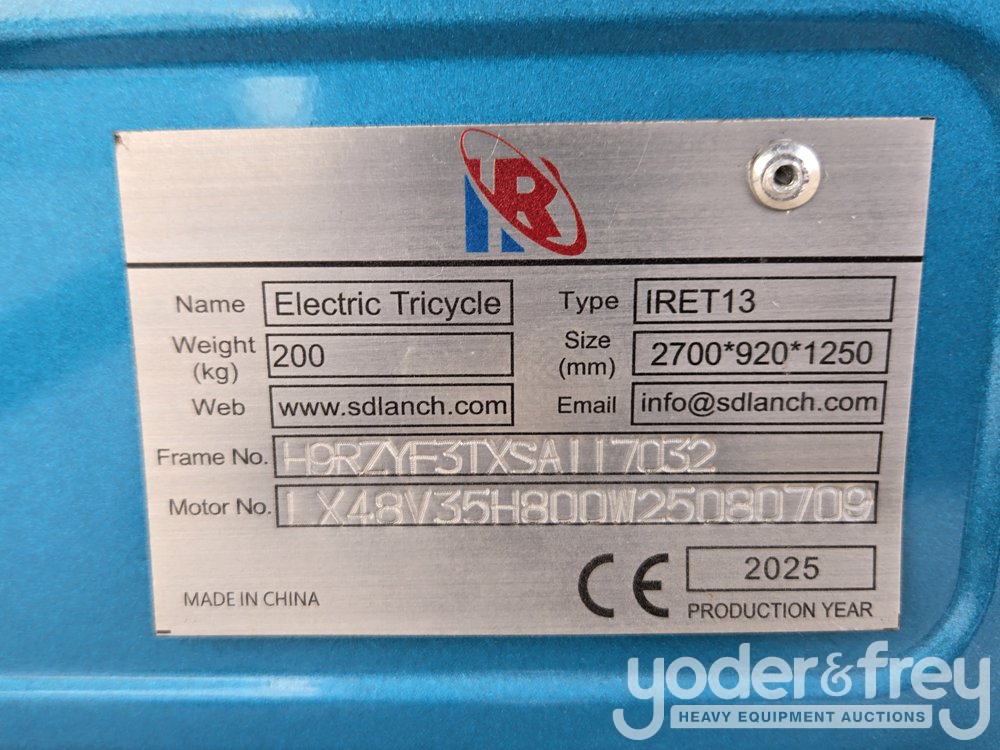 IR
Name Electric Tricycle Type IRET13
Weight (kg) 200 Size (mm) 2700*920*1250
Web www.sdlanch.com Email info@sdlanch.com
Frame No. H9RZYF3TXSA117032
Motor No. LX48V35H800W25080709
CE 2025
MADE IN CHINA PRODUCTION YEAR
yoder&frey
HEAVY EQUIPMENT AUCTIONS